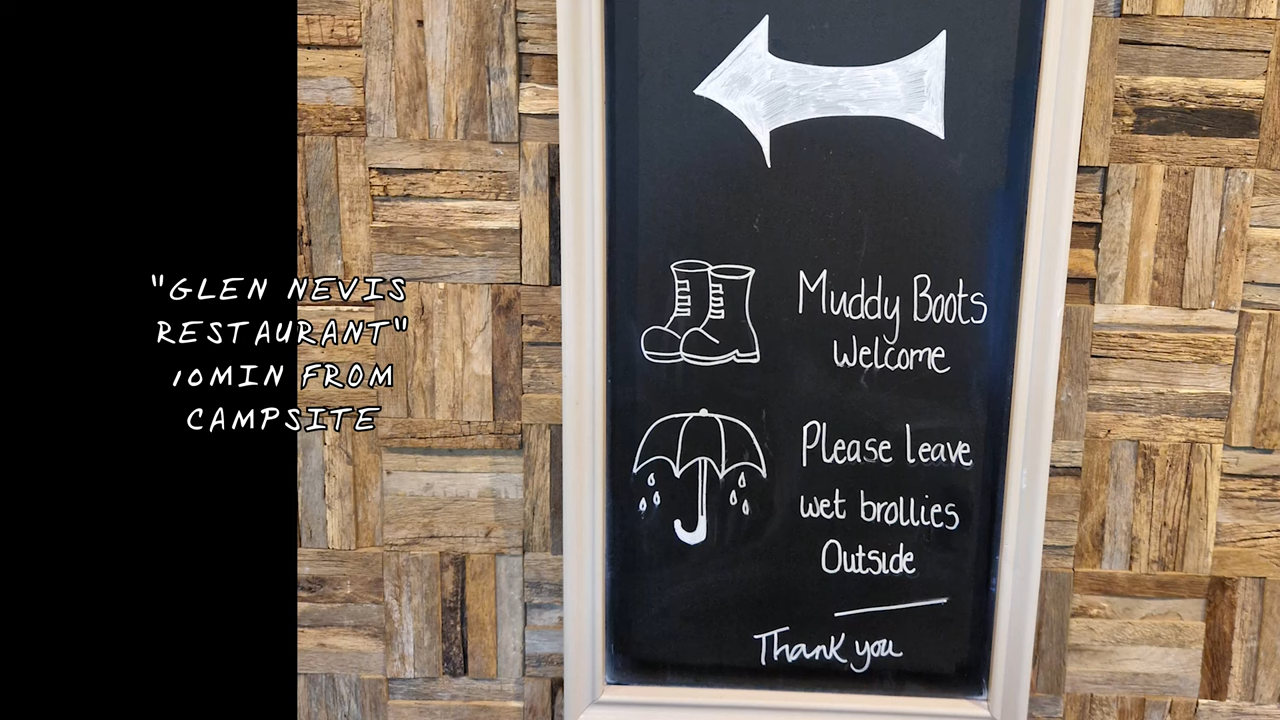 "GLEN NEVIS
RESTAURANT"
10MIN FROM
CAMPSITE
Muddy Boots
Welcome
Please leave
wet brollies
Outside
Thank you